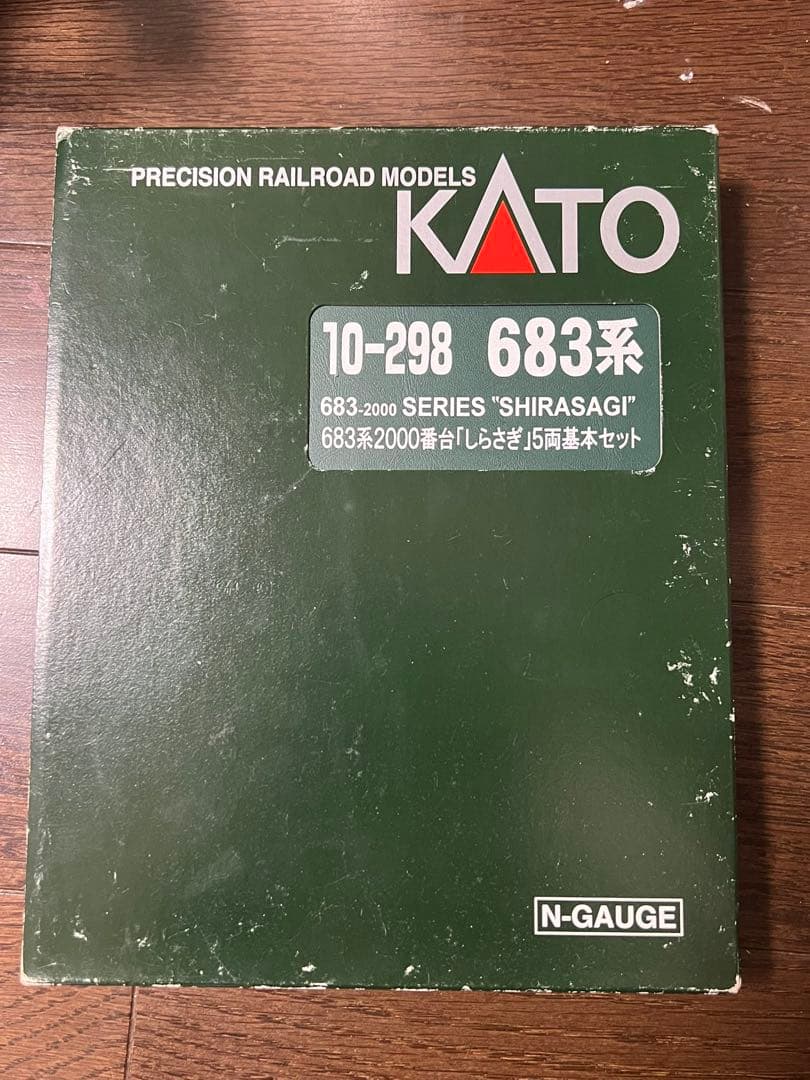 PRECISION RAILROAD MODELS
KATO
10-298 683系
683-2000 SERIES "SHIRASAGI"
683系2000番台「しらさぎ」5両基本セット
N-GAUGE